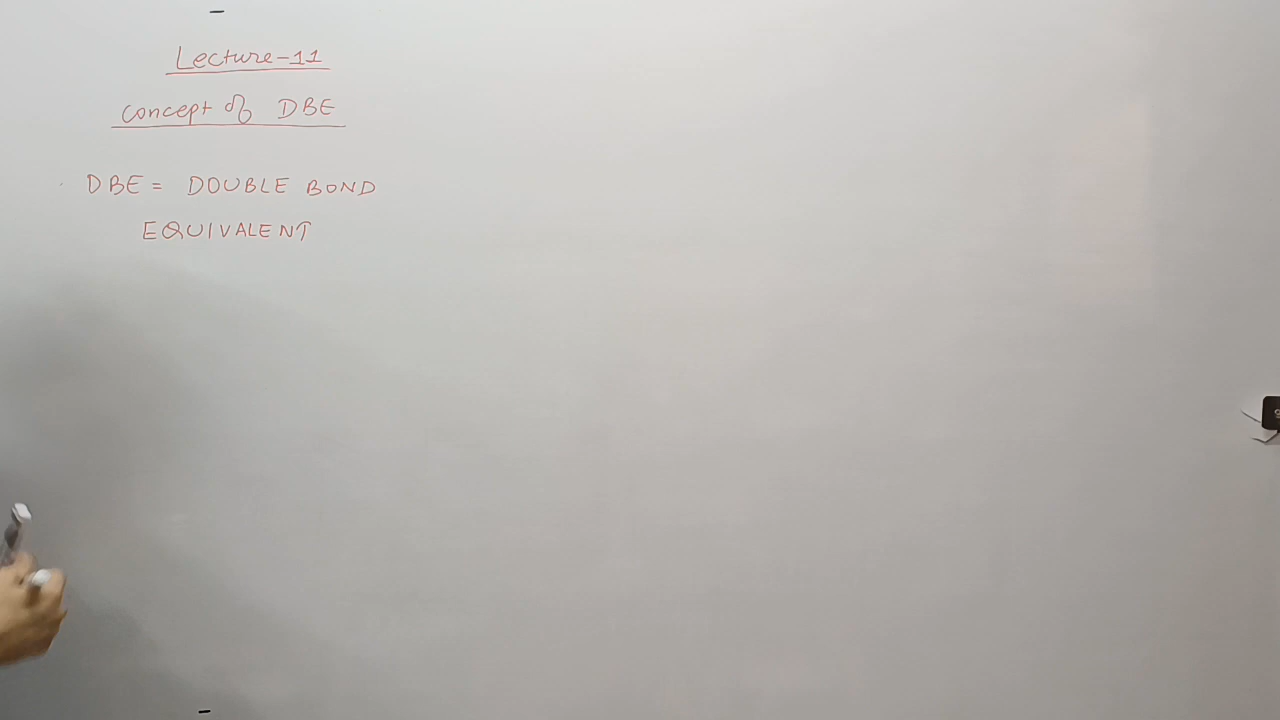 Lecture-11
concept of DBE
DBE = DOUBLE BOND
EQUIVALENT